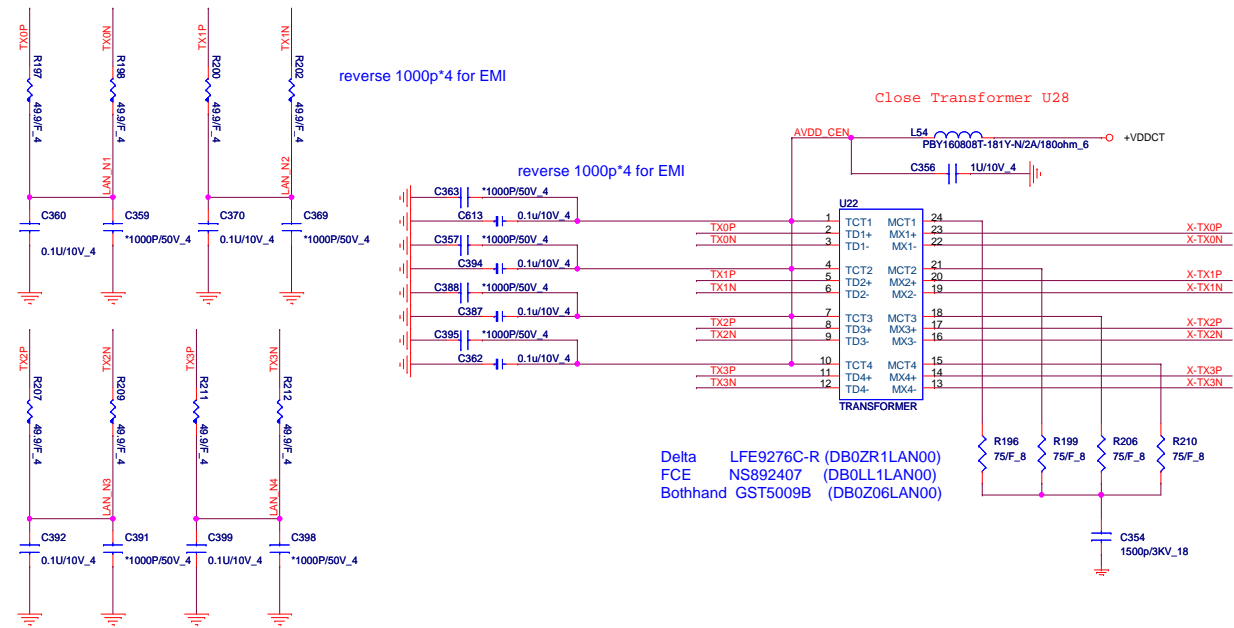 TX0P
TX0N
TX1P
TX1N
R197
R198
R200
R202
49.9/F_4
49.9/F_4
49.9/F_4
49.9/F_4
LAN_N1
LAN_N2
C360
C359
C370
C369
0.1U/10V_4
*1000P/50V_4
0.1U/10V_4
*1000P/50V_4
reverse 1000p*4 for EMI
TX2P
TX2N
TX3P
TX3N
R207
R209
R211
R212
49.9/F_4
49.9/F_4
49.9/F_4
49.9/F_4
LAN_N3
LAN_N4
C392
C391
C399
C398
0.1U/10V_4
*1000P/50V_4
0.1U/10V_4
*1000P/50V_4
Close Transformer U28
AVDD_CEN
L54
+VDDCT
PBY160808T-181Y-N/2A/180ohm_6
C356
1U/10V_4
reverse 1000p*4 for EMI
C363
*1000P/50V_4
C613
0.1u/10V_4
C357
*1000P/50V_4
C394
0.1u/10V_4
C388
*1000P/50V_4
C387
0.1u/10V_4
C395
*1000P/50V_4
C362
0.1u/10V_4
U22
1 TCT1 MCT1 24
TX0P 2 TD1+ MX1+ 23 X-TX0P
TX0N 3 TD1- MX1- 22 X-TX0N
4 TCT2 MCT2 21
TX1P 5 TD2+ MX2+ 20 X-TX1P
TX1N 6 TD2- MX2- 19 X-TX1N
7 TCT3 MCT3 18
TX2P 8 TD3+ MX3+ 17 X-TX2P
TX2N 9 TD3- MX3- 16 X-TX2N
10 TCT4 MCT4 15
TX3P 11 TD4+ MX4+ 14 X-TX3P
TX3N 12 TD4- MX4- 13 X-TX3N
TRANSFORMER
R196
R199
R206
R210
75/F_8
75/F_8
75/F_8
75/F_8
Delta LFE9276C-R (DB0ZR1LAN00)
FCE NS892407 (DB0LL1LAN00)
Bothhand GST5009B (DB0Z06LAN00)
C354
1500p/3KV_18